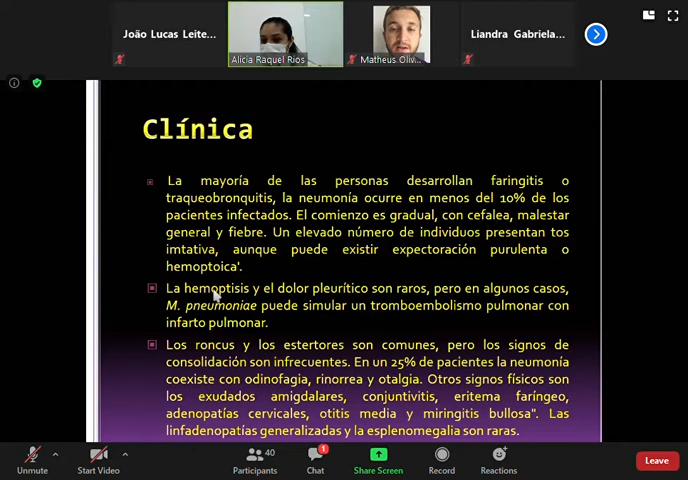 João Lucas Leite...
Alicia Raquel Rios
Matheus Olivi...
Liandra Gabriela...
Clínica
La mayoría de las personas desarrollan faringitis o
traqueobronquitis, la neumonía ocurre en menos del 10% de los
pacientes infectados. El comienzo es gradual, con cefalea, malestar
general y fiebre. Un elevado número de individuos presentan tos
imtativa, aunque puede existir expectoración purulenta o
hemoptoica'.
La hemoptisis y el dolor pleurítico son raros, pero en algunos casos,
M. pneumoniae puede simular un tromboembolismo pulmonar con
infarto pulmonar.
Los roncus y los estertores son comunes, pero los signos de
consolidación son infrecuentes. En un 25% de pacientes la neumonía
coexiste con odinofagia, rinorrea y otalgia. Otros signos físicos son
los exudados amigdalares, conjuntivitis, eritema faríngeo,
adenopatías cervicales, otitis media y miringitis bullosa". Las
linfadenopatías generalizadas y la esplenomegalia son raras.
40
1
Unmute
Start Video
Participants
Chat
Share Screen
Record
Reactions
Leave